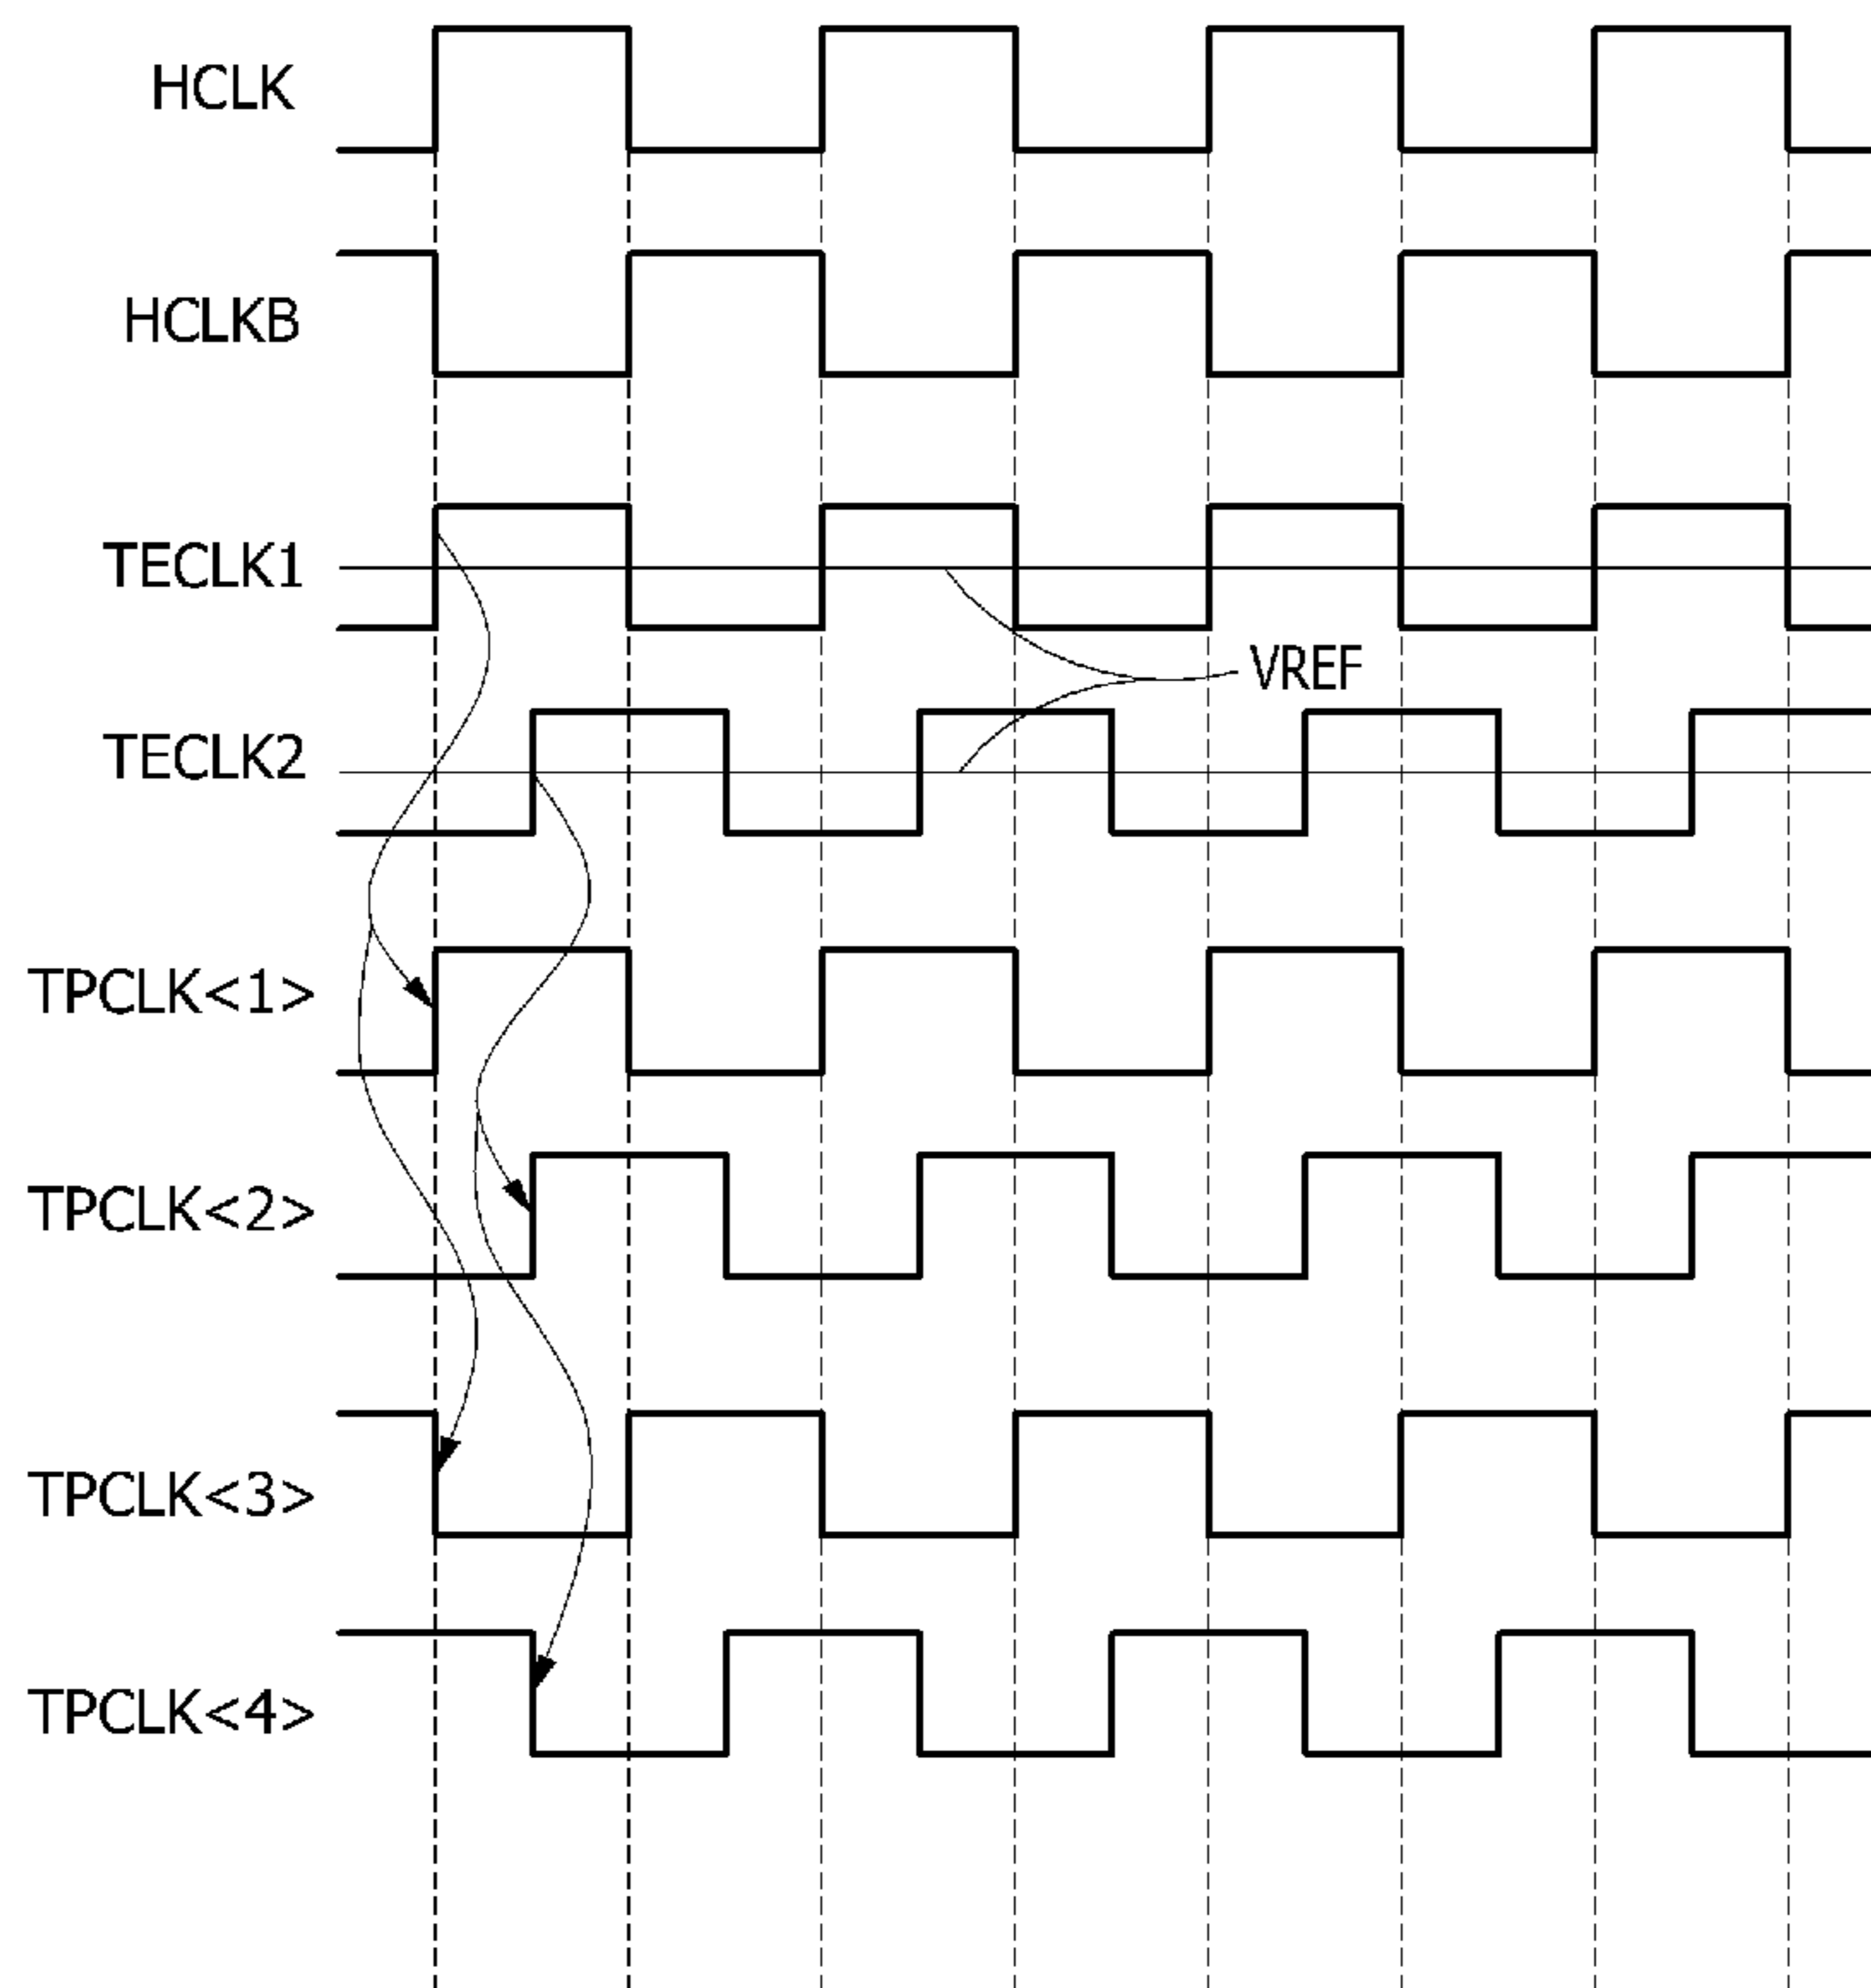 HCLK
HCLKB
TECLK1
VREF
TECLK2
TPCLK<1>
TPCLK<2>
TPCLK<3>
TPCLK<4>